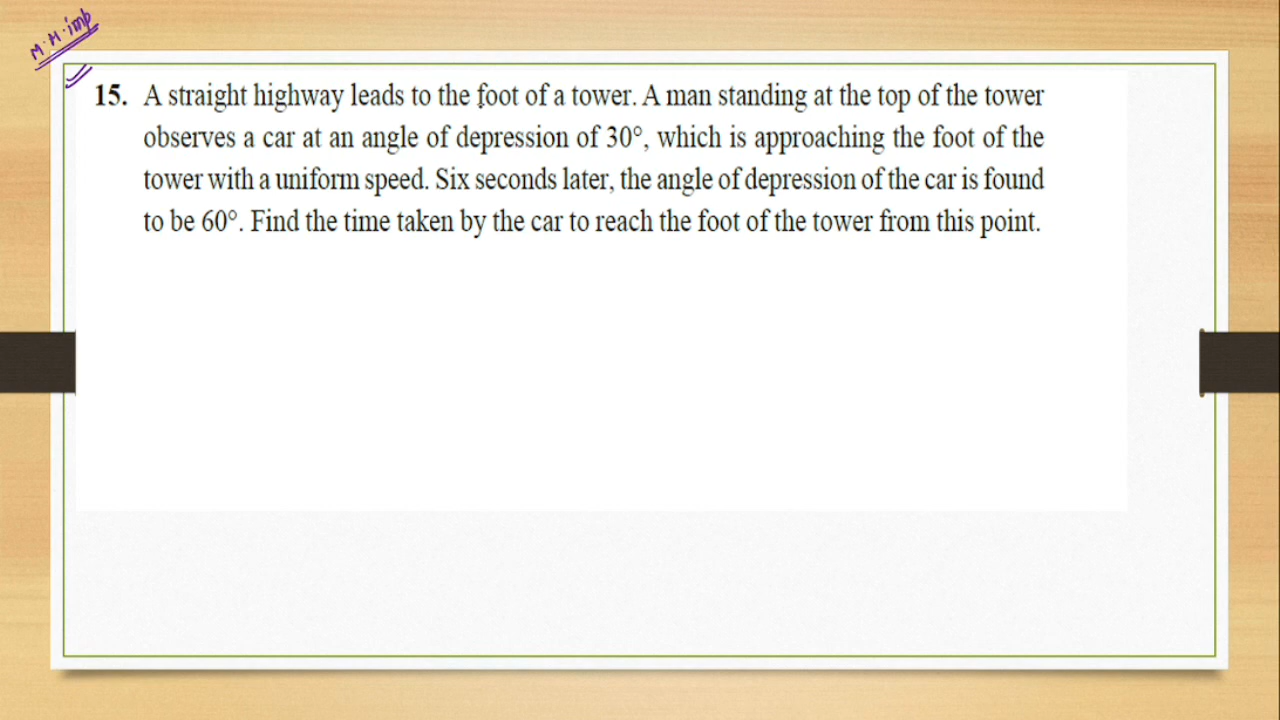 M.M.imp
15. A straight highway leads to the foot of a tower. A man standing at the top of the tower
observes a car at an angle of depression of 30°, which is approaching the foot of the
tower with a uniform speed. Six seconds later, the angle of depression of the car is found
to be 60°. Find the time taken by the car to reach the foot of the tower from this point.